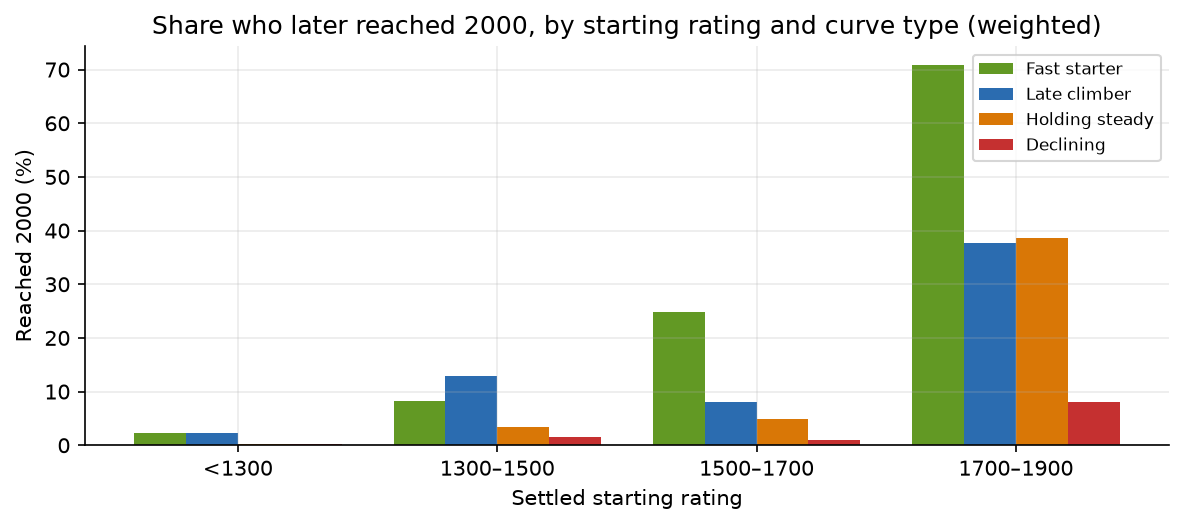 Share who later reached 2000, by starting rating and curve type (weighted)
Reached 2000 (%)
70
60
50
40
30
20
10
0
Fast starter
Late climber
Holding steady
Declining
<1300
1300–1500
1500–1700
1700–1900
Settled starting rating